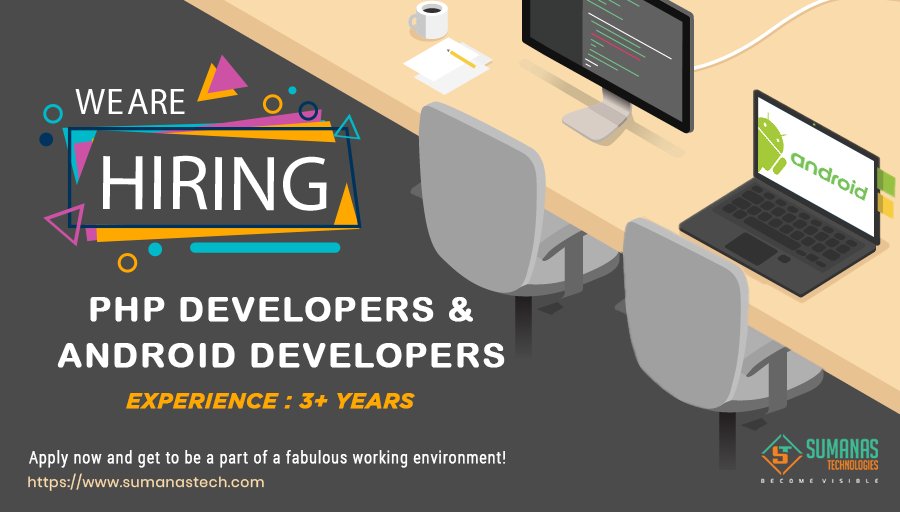 WE ARE
HIRING
PHP DEVELOPERS &
ANDROID DEVELOPERS
EXPERIENCE : 3+ YEARS
Apply now and get to be a part of a fabulous working environment!
https://www.sumanastech.com
android
ST
SUMANAS
TECHNOLOGIES
BECOME VISIBLE